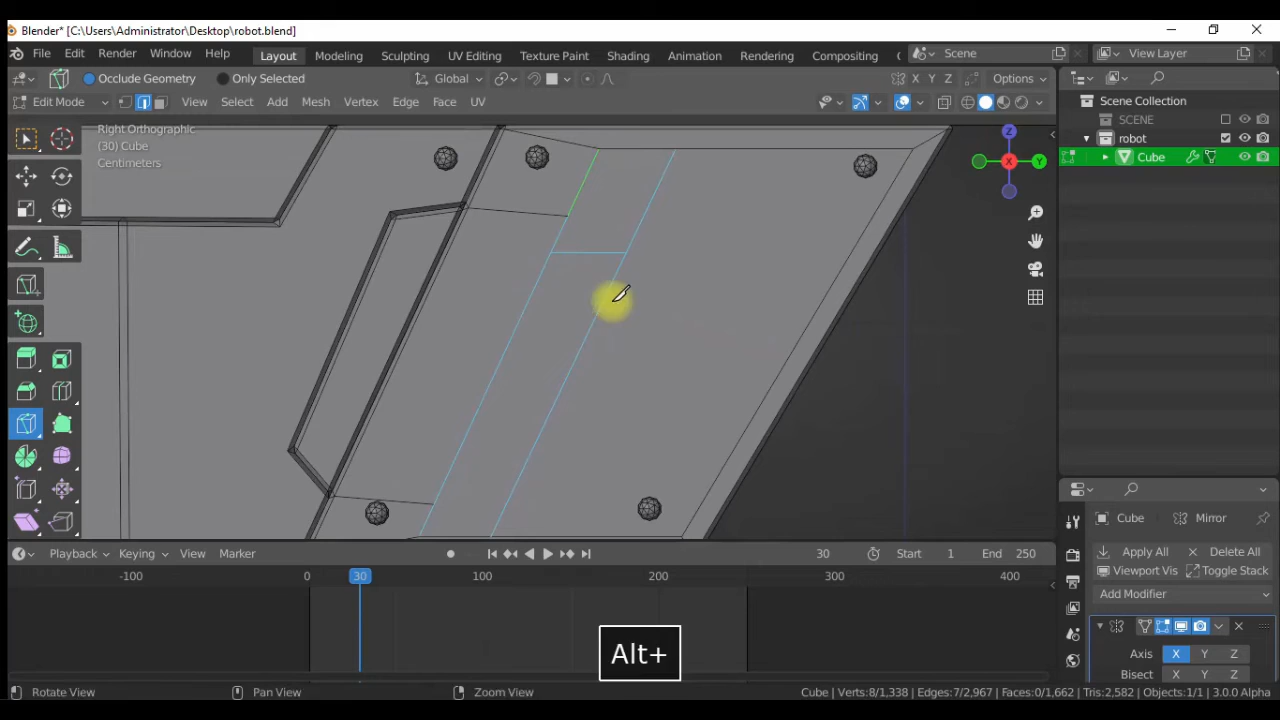 Blender* [C:\Users\Administrator\Desktop\robot.blend]
File Edit Render Window Help Layout Modeling Sculpting UV Editing Texture Paint Shading Animation Rendering Compositing Scene View Layer
Occlude Geometry Only Selected Global X Y Z Options
Edit Mode View Select Add Mesh Vertex Edge Face UV
Scene Collection
SCENE
robot
Cube
Right Orthographic
(30) Cube
Centimeters
Z
X
Y
Cube Mirror
Playback Keying View Marker 30 Start 1 End 250
Apply All Delete All
Viewport Vis Toggle Stack
-100 0 30 100 200 300 400
Add Modifier
Alt+
Axis X Y Z
Bisect X Y Z
Rotate View Pan View Zoom View Cube | Verts:8/1,338 | Edges:7/2,967 | Faces:0/1,662 | Tris:2,582 | Objects:1/1 | 3.0.0 Alpha